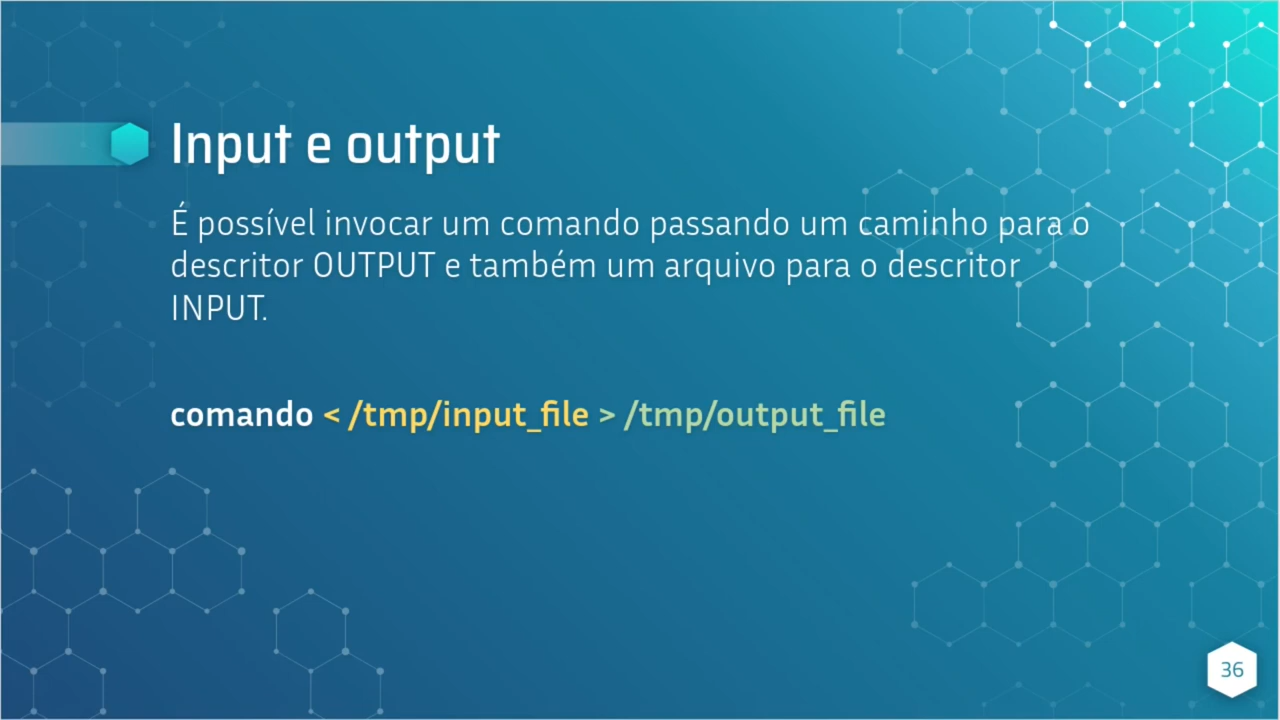 Input e output
É possível invocar um comando passando um caminho para o
descritor OUTPUT e também um arquivo para o descritor
INPUT.
comando < /tmp/input_file > /tmp/output_file
36